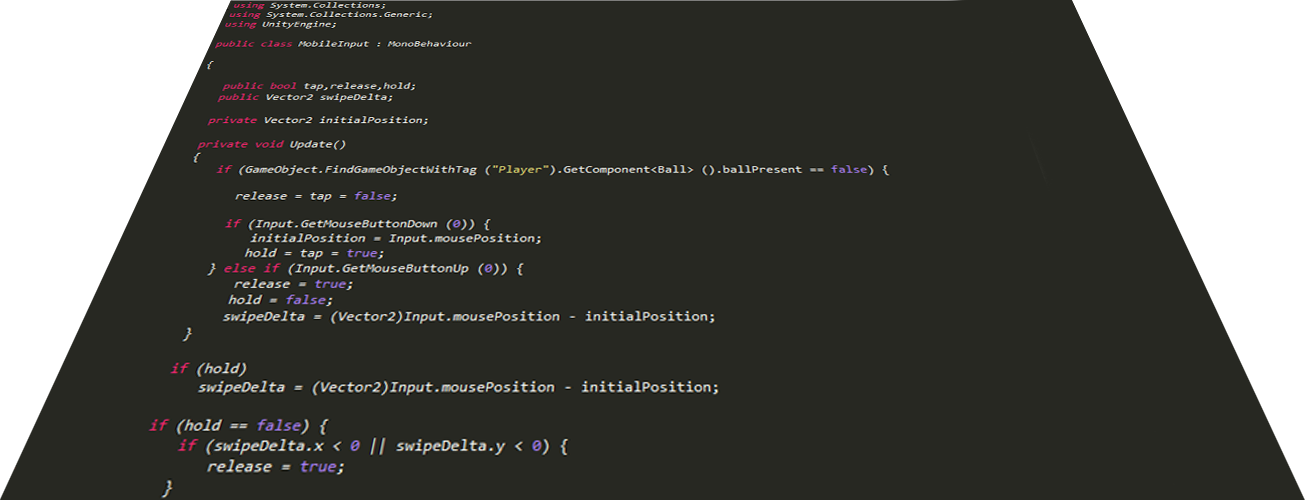 using System.Collections;
using System.Collections.Generic;
using UnityEngine;
public class MobileInput : MonoBehaviour
{
public bool tap,release,hold;
public Vector2 swipeDelta;
private Vector2 initialPosition;
private void Update()
{
if (GameObject.FindGameObjectWithTag ("Player").GetComponent<Ball> ().ballPresent == false) {
release = tap = false;
if (Input.GetMouseButtonDown (0)) {
initialPosition = Input.mousePosition;
hold = tap = true;
} else if (Input.GetMouseButtonUp (0)) {
release = true;
hold = false;
swipeDelta = (Vector2)Input.mousePosition - initialPosition;
}
if (hold)
swipeDelta = (Vector2)Input.mousePosition - initialPosition;
if (hold == false) {
if (swipeDelta.x < 0 || swipeDelta.y < 0) {
release = true;
}